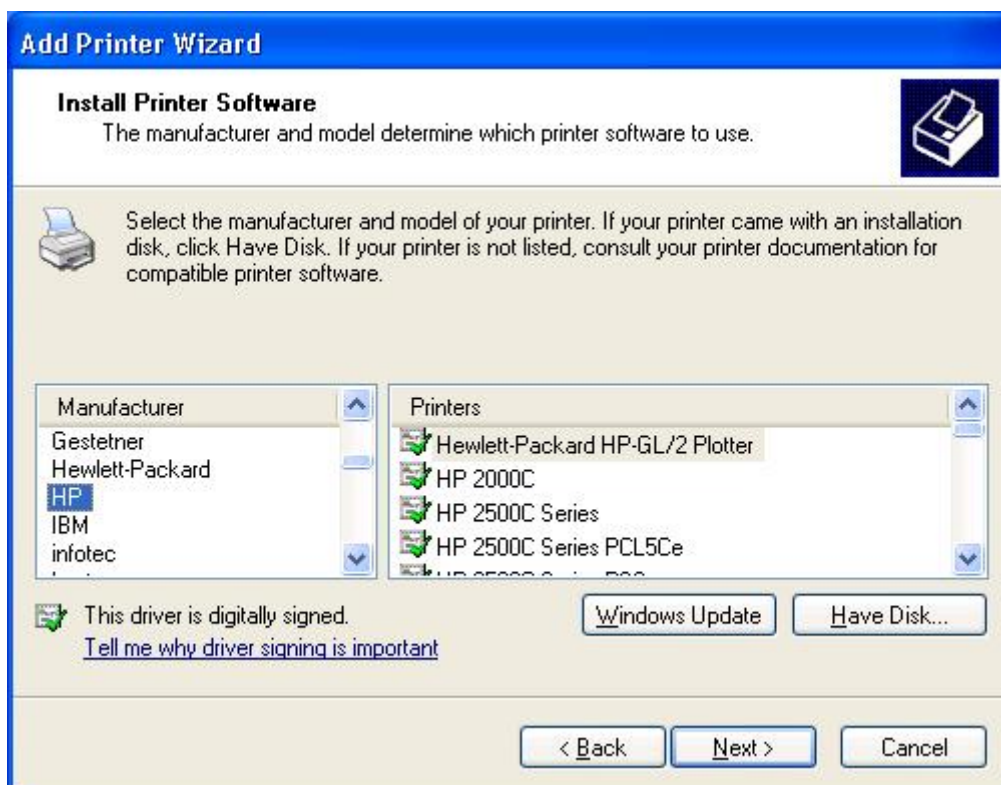 Add Printer Wizard
Install Printer Software
The manufacturer and model determine which printer software to use.
Select the manufacturer and model of your printer. If your printer came with an installation
disk, click Have Disk. If your printer is not listed, consult your printer documentation for
compatible printer software.
Manufacturer
Gestetner
Hewlett-Packard
HP
IBM
infotec
Printers
Hewlett-Packard HP-GL/2 Plotter
HP 2000C
HP 2500C Series
HP 2500C Series PCL5Ce
This driver is digitally signed.
Tell me why driver signing is important
Windows Update
Have Disk...
< Back
Next >
Cancel